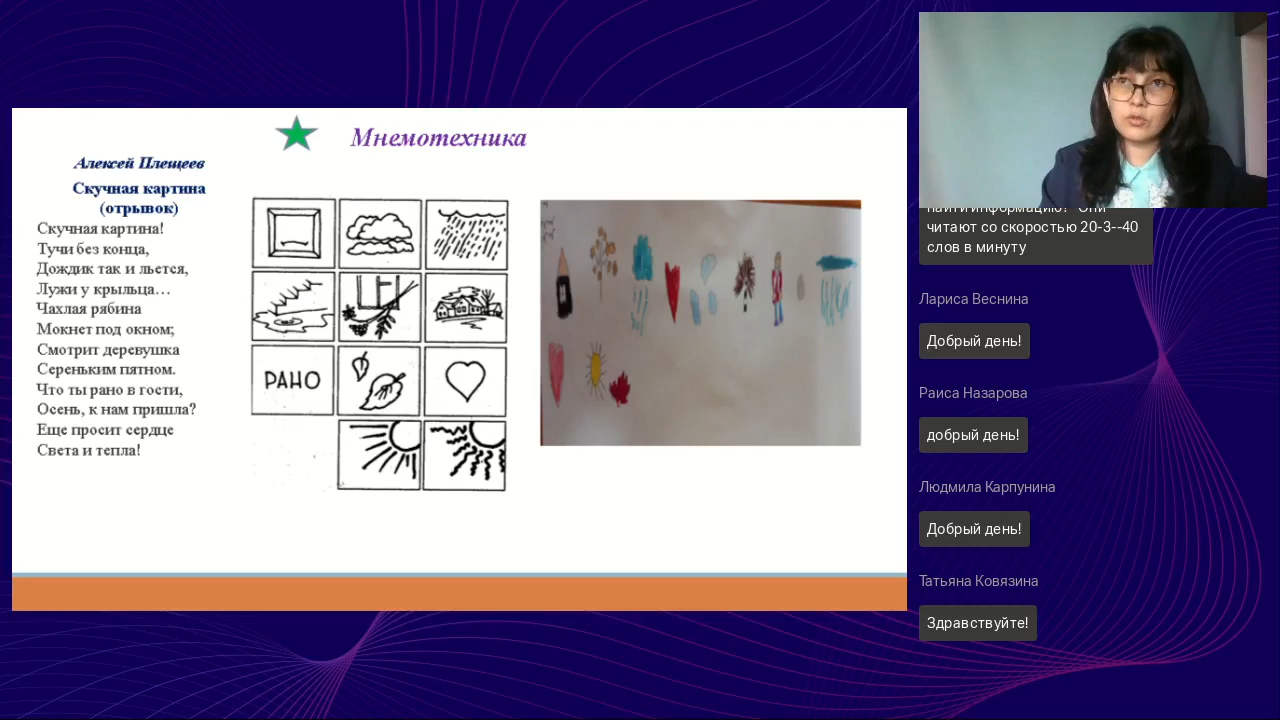 Мнемотехника
Алексей Плещеев
Скучная картина
(отрывок)
Скучная картина!
Тучи без конца,
Дождик так и льется,
Лужи у крыльца…
Чахлая рябина
Мокнет под окном;
Смотрит деревушка
Сереньким пятном.
Что ты рано в гости,
Осень, к нам пришла?
Еще просит сердце
Света и тепла!
РАНО
найти информацию? Они
читают со скоростью 20-3--40
слов в минуту
Лариса Веснина
Добрый день!
Раиса Назарова
добрый день!
Людмила Карпунина
Добрый день!
Татьяна Ковязина
Здравствуйте!